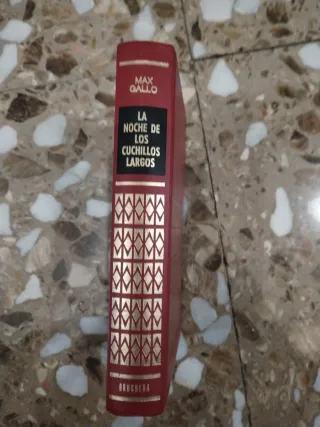 MAX
GALLO
LA
NOCHE DE
LOS
CUCHILLOS
LARGOS
BRUGUERA